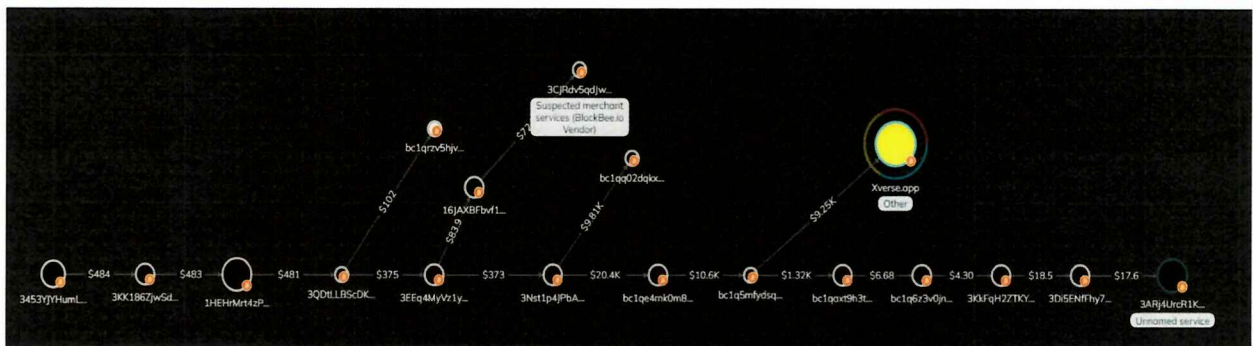 3CJRdv5qdjw...
Suspected merchant
services (BlockBee.io
Vendor)
bc1qrzv5hjv...
bc1qq02dqkx...
16JAXBFbvf1...
Xverse.app
Other
$102
$83.9
$9.81K
$9.25K
$484
$483
$481
$375
$373
$20.4K
$10.6K
$1.32K
$6.68
$4.30
$18.5
$17.6
3453YJYHumL...
3KK186ZjwSd...
1HEHrMrt4zP...
3QDtLLBScDK...
3EEq4MyVz1y...
3Nst1p4JPbA...
bc1qe4mk0m8...
bc1q5mfydsq...
bc1qaxt9h3t...
bc1q6z3v0jn...
3KkFqH2ZTKY...
3Di5ENfFhy7...
3ARj4UrcR1K...
Unnamed service